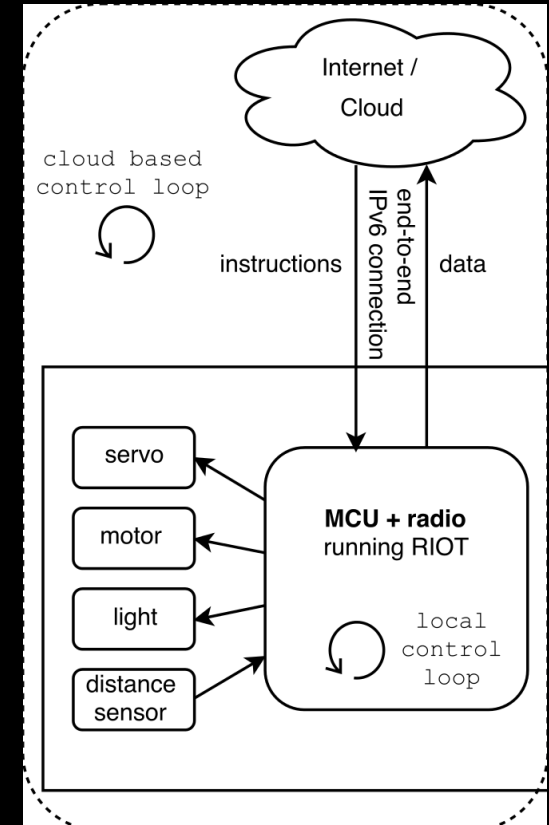 Internet /
Cloud
cloud based
control loop
instructions
end-to-end
IPv6 connection
data
servo
motor
light
distance
sensor
MCU + radio
running RIOT
local
control
loop